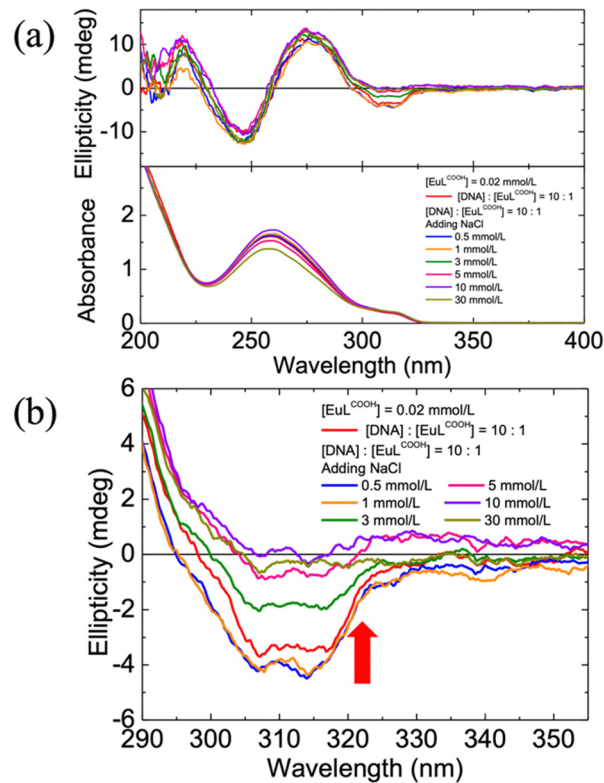 (a)
Ellipticity (mdeg)
10
0
-10
Absorbance
2
1
0
[EuL^COOH] = 0.02 mmol/L
[DNA] : [EuL^COOH] = 10 : 1
[DNA] : [EuL^COOH] = 10 : 1
Adding NaCl
0.5 mmol/L
1 mmol/L
3 mmol/L
5 mmol/L
10 mmol/L
30 mmol/L
200 250 300 350 400
Wavelength (nm)
(b)
Ellipticity (mdeg)
6
4
2
0
-2
-4
-6
[EuL^COOH] = 0.02 mmol/L
[DNA] : [EuL^COOH] = 10 : 1
[DNA] : [EuL^COOH] = 10 : 1
Adding NaCl
0.5 mmol/L 5 mmol/L
1 mmol/L 10 mmol/L
3 mmol/L 30 mmol/L
290 300 310 320 330 340 350
Wavelength (nm)